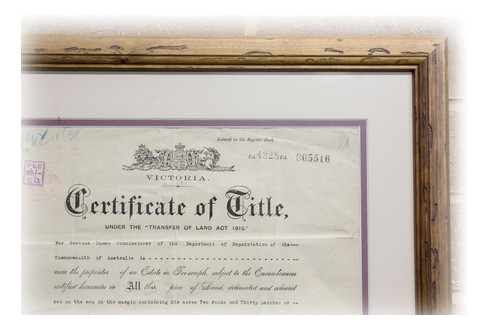 Entered in the Register Book
Vol. 4328 Fol. 865516
VICTORIA.
Certificate of Title,
UNDER THE "TRANSFER OF LAND ACT 1915."
War Service Homes Commissioner of the Department of Repatriation of the
Commonwealth of Australia is
now the proprietor of an Estate in Fee-simple, subject to the Encumbrances
notified hereunder in All that piece of Land, delineated and coloured
red on the map in the margin containing Six acres Two Roods and Thirty perches or